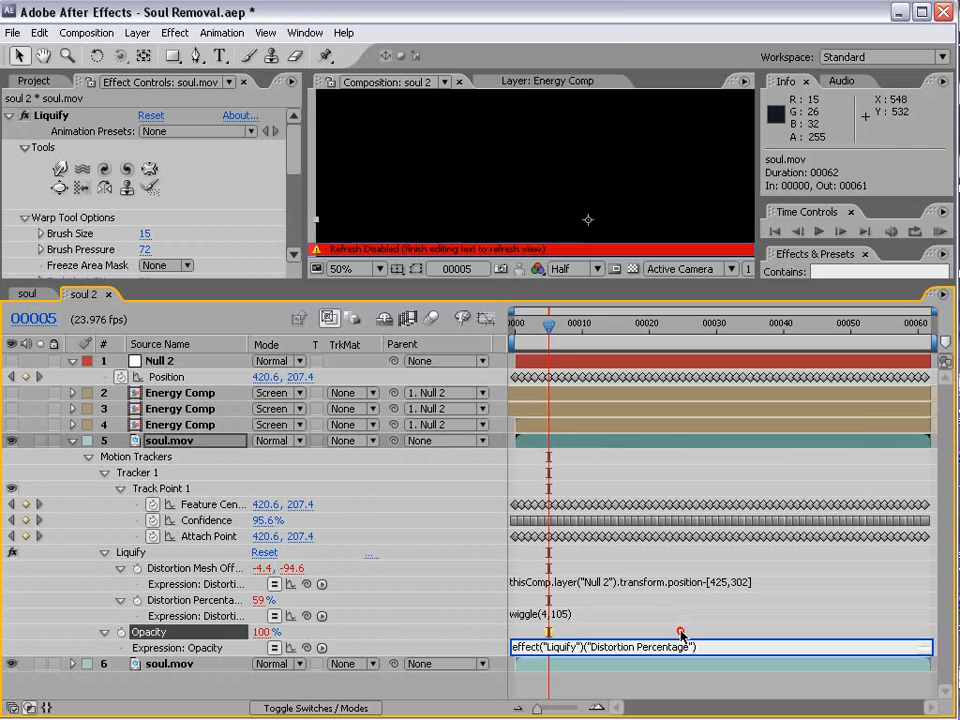 Adobe After Effects - Soul Removal.aep *
File Edit Composition Layer Effect Animation View Window Help
Workspace: Standard
Project Effect Controls: soul.mov
Composition: soul 2 Layer: Energy Comp
Info Audio
soul 2 * soul.mov
Liquify Reset About...
Animation Presets: None
Tools
Warp Tool Options
Brush Size 15
Brush Pressure 72
Freeze Area Mask None
R: 15 X: 548
G: 26 Y: 532
B: 32
A: 255
soul.mov
Duration: 00062
In: 00000, Out: 00061
Time Controls
Effects & Presets
Contains:
Refresh Disabled (finish editing text to refresh view)
50% 00005 Half Active Camera 1
soul soul 2
00005 (23.976 fps)
0000 00010 00020 00030 00040 00050 00060
# Source Name Mode T TrkMat Parent
1 Null 2 Normal None
Position 420.6, 207.4
2 Energy Comp Screen None 1. Null 2
3 Energy Comp Screen None 1. Null 2
4 Energy Comp Screen None 1. Null 2
5 soul.mov Normal None None
Motion Trackers
Tracker 1
Track Point 1
Feature Cen... 420.6, 207.4
Confidence 95.6%
Attach Point 420.6, 207.4
Liquify Reset ...
Distortion Mesh Off... -4.4, -94.6
Expression: Distorti... thisComp.layer("Null 2").transform.position-[425,302]
Distortion Percenta... 59 %
Expression: Distorti... wiggle(4,105)
Opacity 100 %
Expression: Opacity effect("Liquify")("Distortion Percentage")
6 soul.mov Normal None None
Toggle Switches / Modes